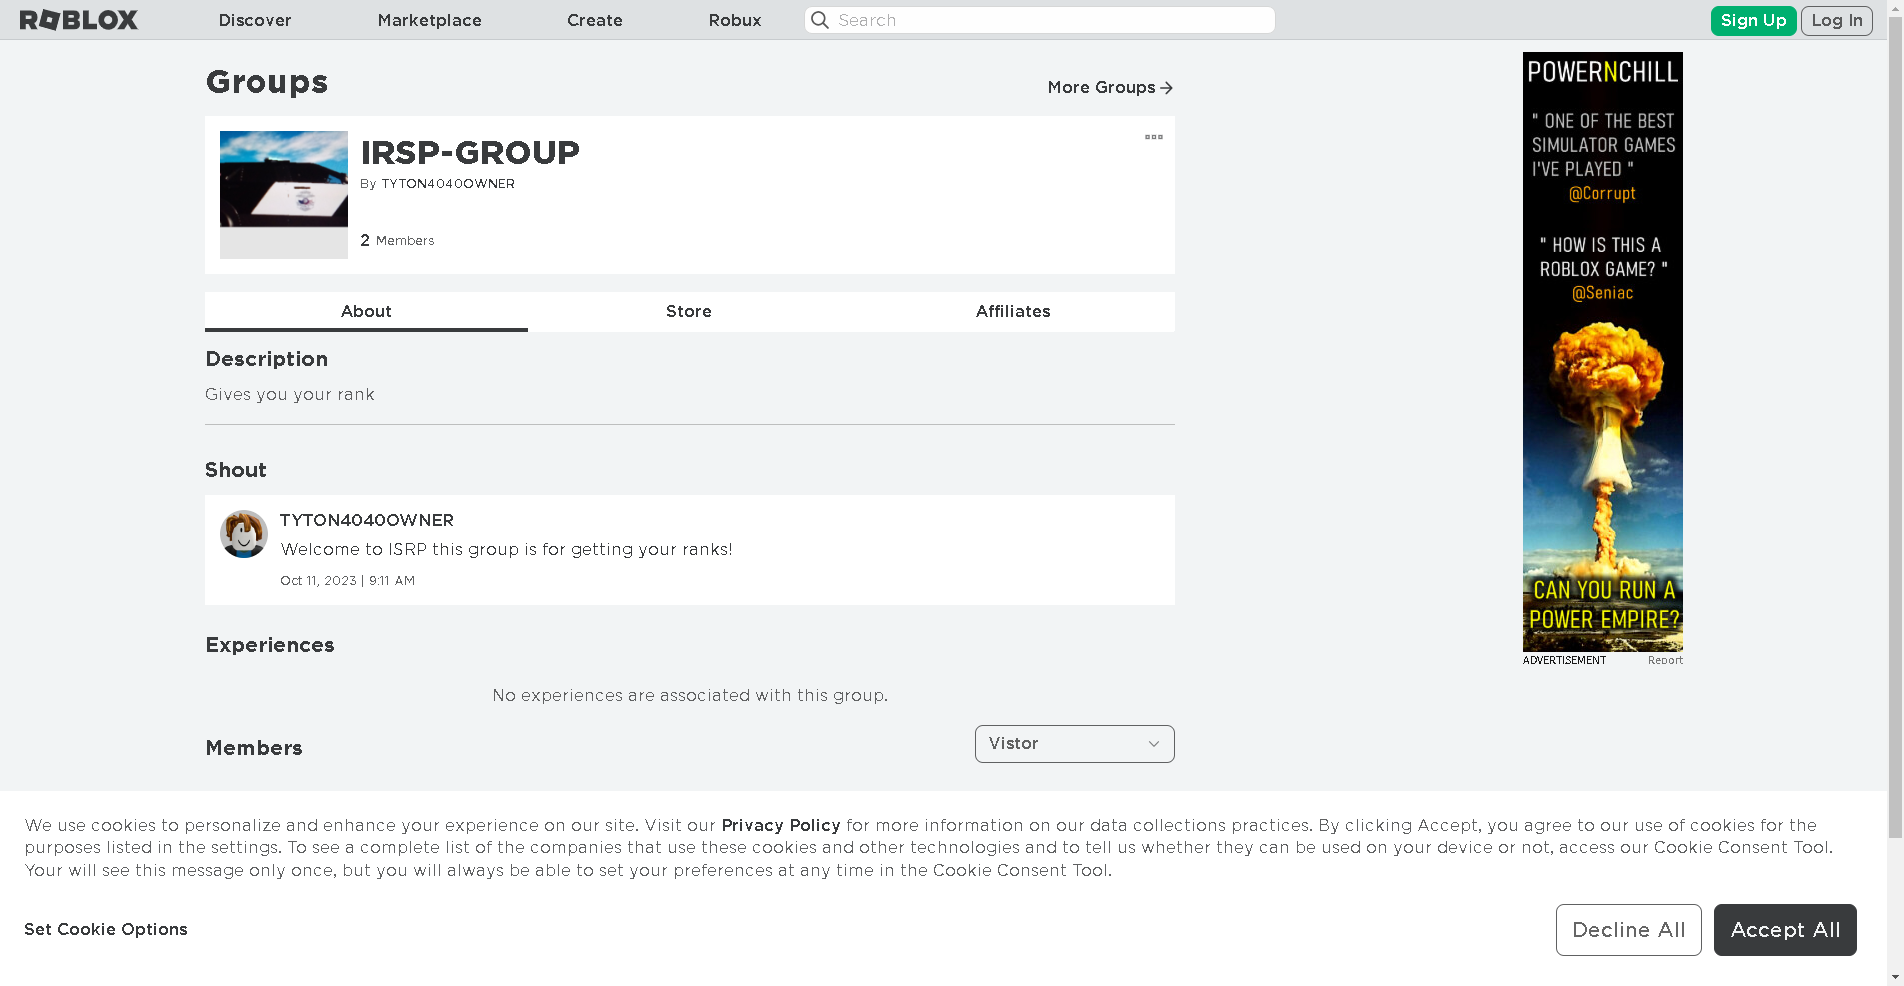 ROBLOX
Discover
Marketplace
Create
Robux
Search
Sign Up
Log In
Groups
More Groups
IRSP-GROUP
By TYTON4040OWNER
2 Members
About
Store
Affiliates
Description
Gives you your rank
Shout
TYTON4040OWNER
Welcome to ISRP this group is for getting your ranks!
Oct 11, 2023 | 9:11 AM
Experiences
No experiences are associated with this group.
Members
Vistor
POWERNCHILL
" ONE OF THE BEST
SIMULATOR GAMES
I'VE PLAYED "
@Corrupt
" HOW IS THIS A
ROBLOX GAME? "
@Seniac
CAN YOU RUN A
POWER EMPIRE?
ADVERTISEMENT
Report
We use cookies to personalize and enhance your experience on our site. Visit our Privacy Policy for more information on our data collections practices. By clicking Accept, you agree to our use of cookies for the
purposes listed in the settings. To see a complete list of the companies that use these cookies and other technologies and to tell us whether they can be used on your device or not, access our Cookie Consent Tool.
Your will see this message only once, but you will always be able to set your preferences at any time in the Cookie Consent Tool.
Set Cookie Options
Decline All
Accept All